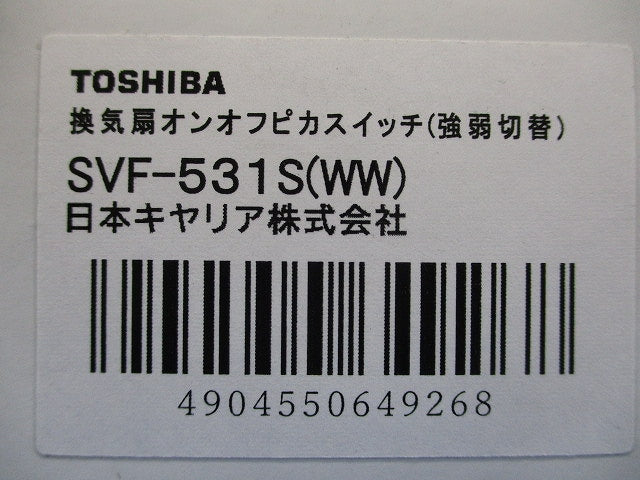 TOSHIBA
換気扇オンオフピカスイッチ(強弱切替)
SVF-531S(WW)
日本キヤリア株式会社
4904550649268